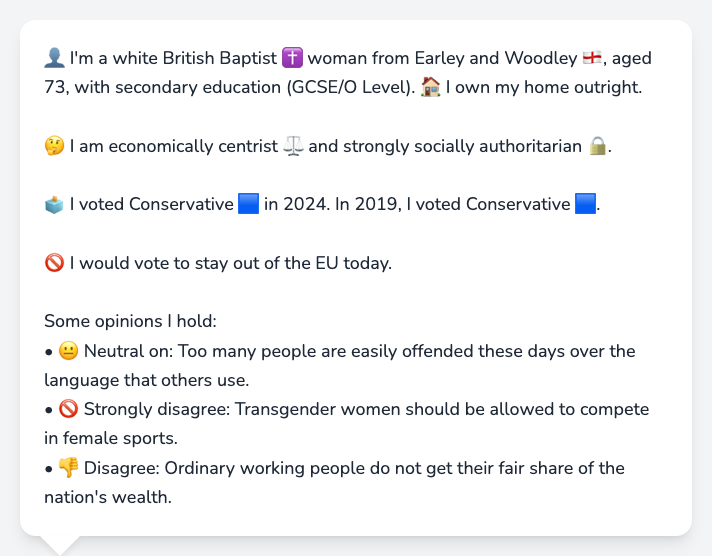 👤 I'm a white British Baptist ✝️ woman from Earley and Woodley 🏴󠁧󠁢󠁥󠁮󠁧󠁿, aged
73, with secondary education (GCSE/O Level). 🏠 I own my home outright.
🤔 I am economically centrist ⚖️ and strongly socially authoritarian 🔒.
🗳️ I voted Conservative 🟦 in 2024. In 2019, I voted Conservative 🟦.
🚫 I would vote to stay out of the EU today.
Some opinions I hold:
• 😐 Neutral on: Too many people are easily offended these days over the
language that others use.
• 🚫 Strongly disagree: Transgender women should be allowed to compete
in female sports.
• 👎 Disagree: Ordinary working people do not get their fair share of the
nation's wealth.